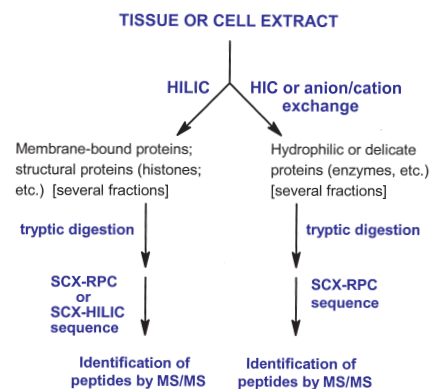 TISSUE OR CELL EXTRACT
HILIC
HIC or anion/cation
exchange
Membrane-bound proteins;
structural proteins (histones;
etc.) [several fractions]
Hydrophilic or delicate
proteins (enzymes, etc.)
[several fractions]
tryptic digestion
tryptic digestion
SCX-RPC
or
SCX-HILIC
sequence
SCX-RPC
sequence
Identification of
peptides by MS/MS
Identification of
peptides by MS/MS